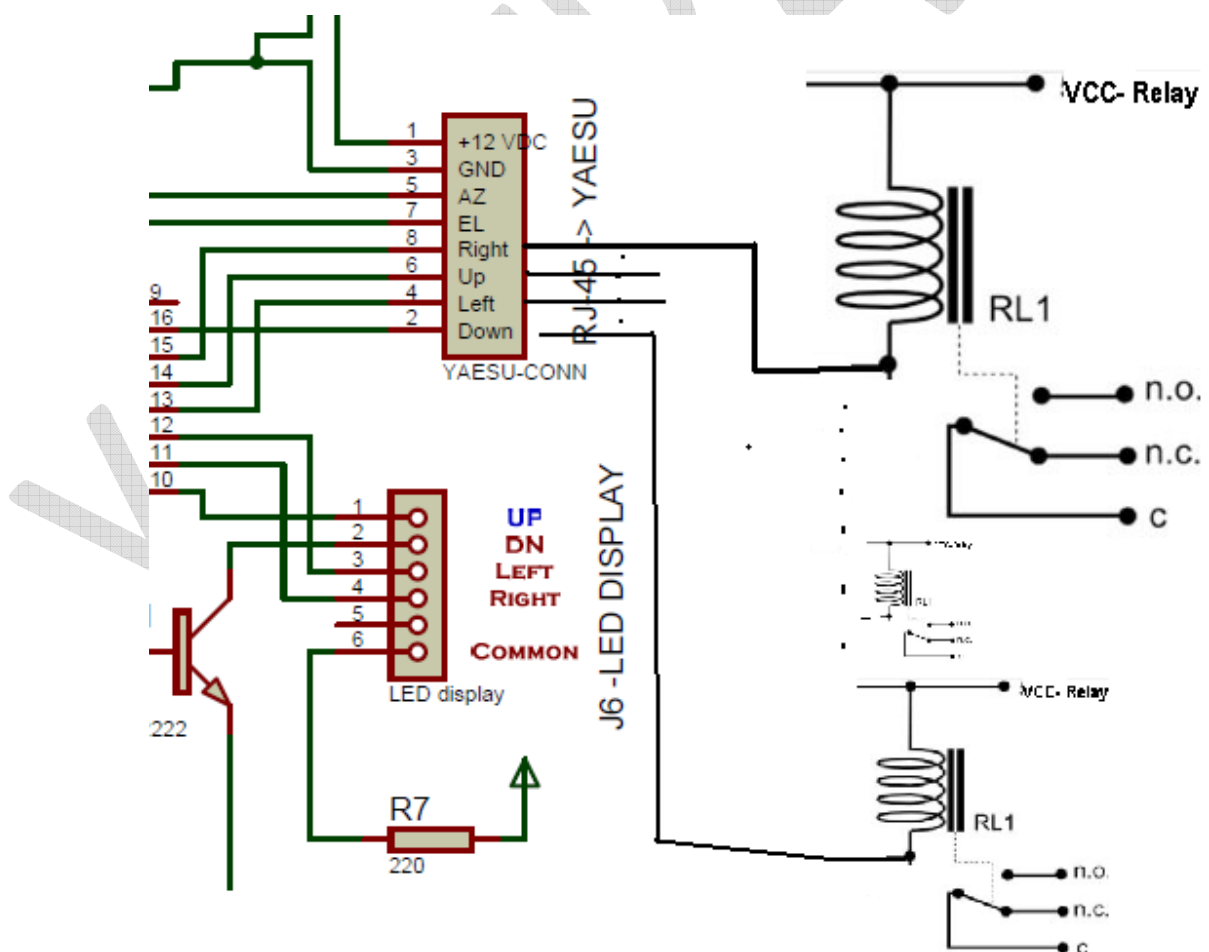 VCC- Relay
1
+12 VDC
3
GND
5
AZ
7
EL
8
Right
6
Up
4
Left
2
Down
YAESU-CONN
RJ-45 -> YAESU
RL1
n.o.
n.c.
c
9
16
15
14
13
12
11
10
1
UP
2
DN
3
LEFT
4
RIGHT
5
6
COMMON
LED display
J6 -LED DISPLAY
RL1
n.c.
2222
R7
220
VCC- Relay
RL1
n.o.
n.c.
c